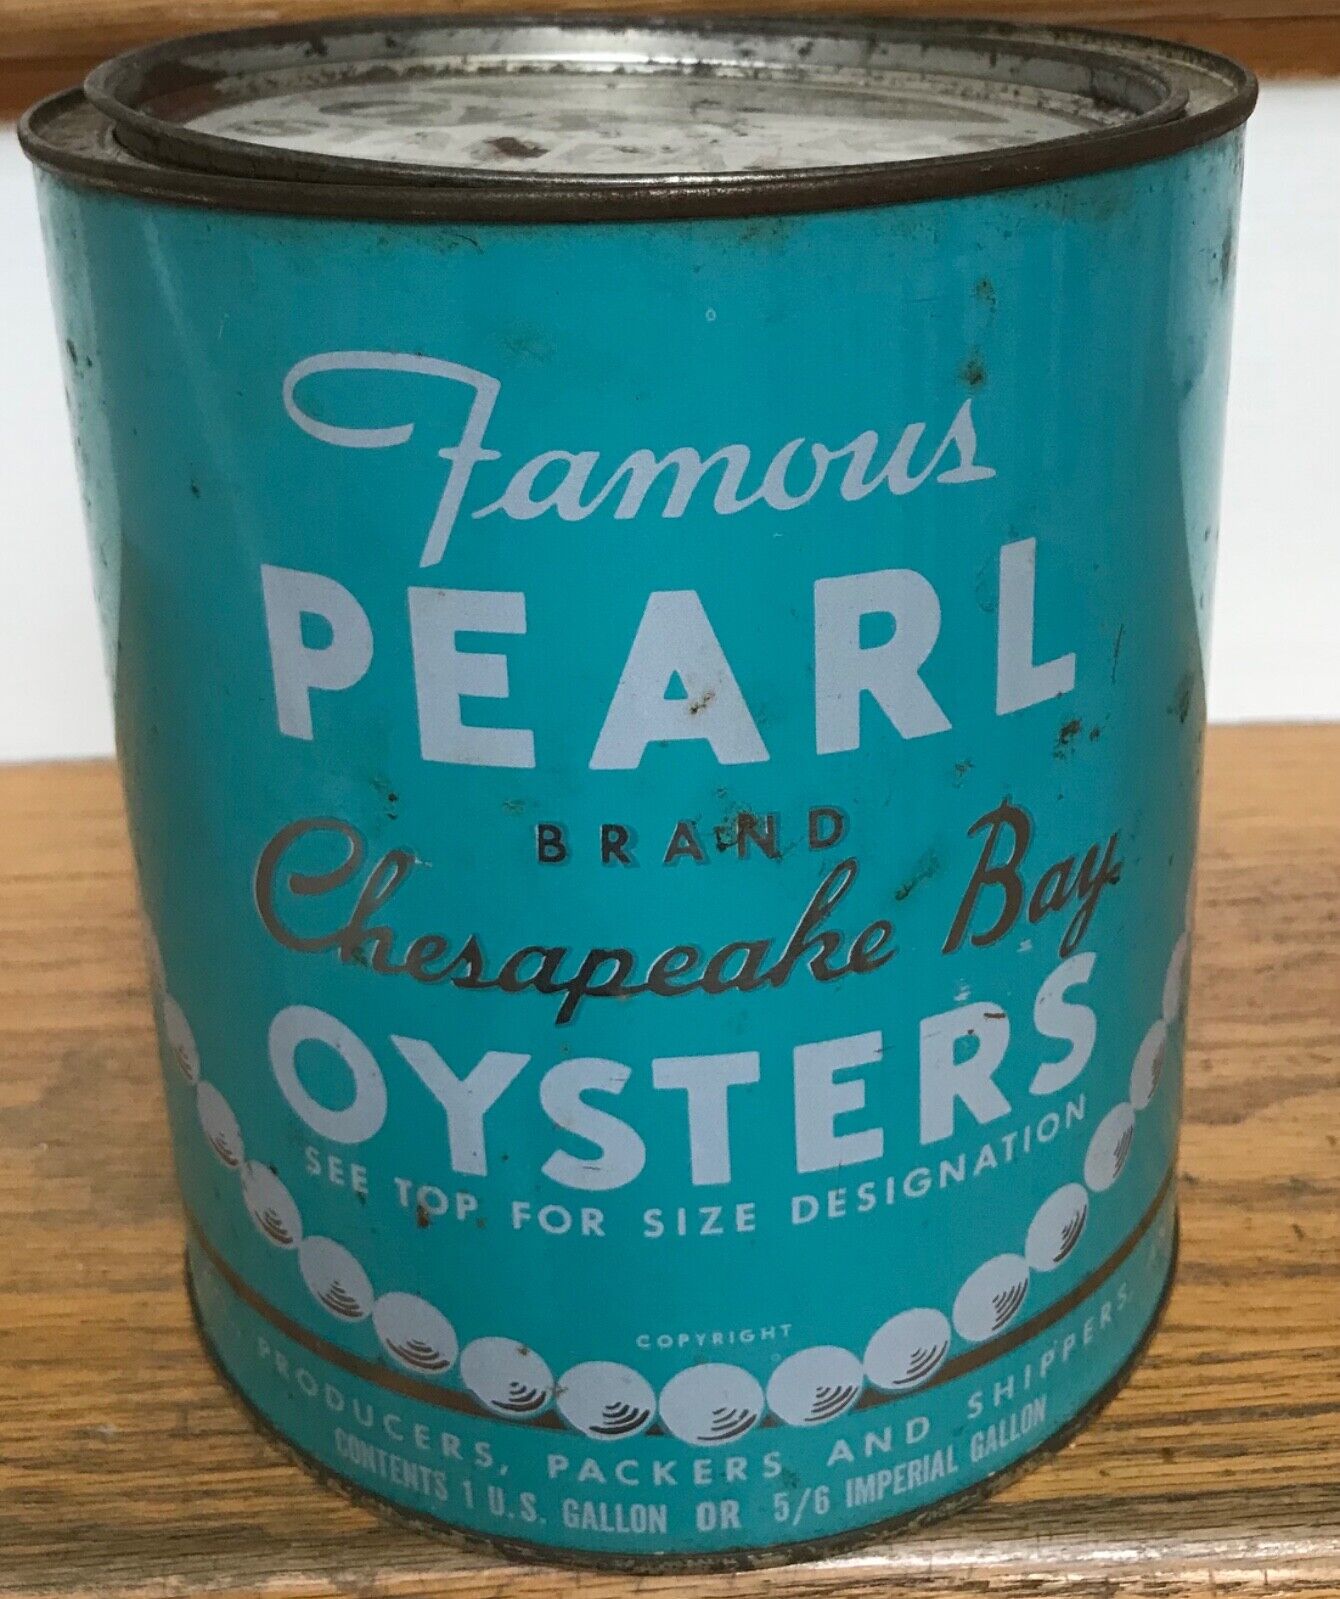 Famous
PEARL
BRAND
Chesapeake Bay
OYSTERS
SEE TOP FOR SIZE DESIGNATION
COPYRIGHT
PRODUCERS, PACKERS AND SHIPPERS.
CONTENTS 1 U.S. GALLON OR 5/6 IMPERIAL GALLON